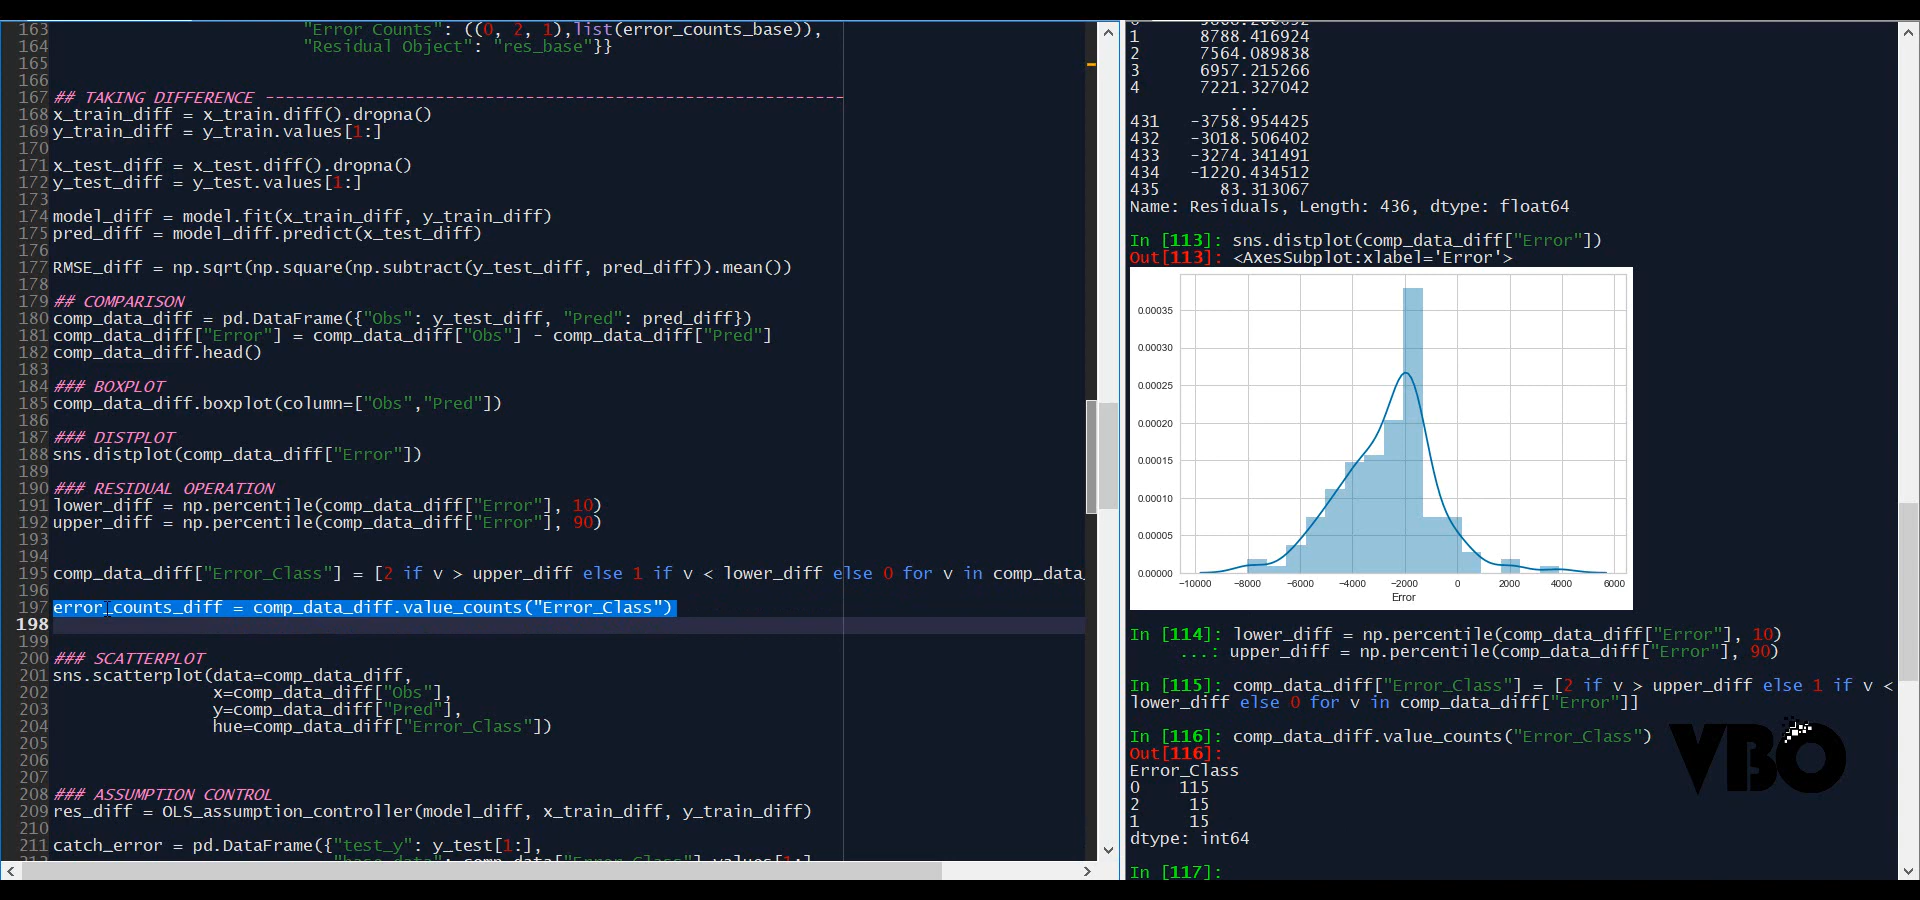 163 "Error Counts": ((0, 2, 1),list(error_counts_base)),
164 "Residual Object": "res_base"}}
165
166
167 ## TAKING DIFFERENCE ----------------------------------------------------------
168 x_train_diff = x_train.diff().dropna()
169 y_train_diff = y_train.values[1:]
170
171 x_test_diff = x_test.diff().dropna()
172 y_test_diff = y_test.values[1:]
173
174 model_diff = model.fit(x_train_diff, y_train_diff)
175 pred_diff = model_diff.predict(x_test_diff)
176
177 RMSE_diff = np.sqrt(np.square(np.subtract(y_test_diff, pred_diff)).mean())
178
179 ## COMPARISON
180 comp_data_diff = pd.DataFrame({"Obs": y_test_diff, "Pred": pred_diff})
181 comp_data_diff["Error"] = comp_data_diff["Obs"] - comp_data_diff["Pred"]
182 comp_data_diff.head()
183
184 ### BOXPLOT
185 comp_data_diff.boxplot(column=["Obs","Pred"])
186
187 ### DISTPLOT
188 sns.distplot(comp_data_diff["Error"])
189
190 ### RESIDUAL OPERATION
191 lower_diff = np.percentile(comp_data_diff["Error"], 10)
192 upper_diff = np.percentile(comp_data_diff["Error"], 90)
193
194
195 comp_data_diff["Error_Class"] = [2 if v > upper_diff else 1 if v < lower_diff else 0 for v in comp_data_
196
197 error_counts_diff = comp_data_diff.value_counts("Error_Class")
198
199
200 ### SCATTERPLOT
201 sns.scatterplot(data=comp_data_diff,
202 x=comp_data_diff["Obs"],
203 y=comp_data_diff["Pred"],
204 hue=comp_data_diff["Error_Class"])
205
206
207
208 ### ASSUMPTION CONTROL
209 res_diff = OLS_assumption_controller(model_diff, x_train_diff, y_train_diff)
210
211 catch_error = pd.DataFrame({"test_y": y_test[1:],
1 8788.416924
2 7564.089838
3 6957.215266
4 7221.327042
...
431 -3758.954425
432 -3018.506402
433 -3274.341491
434 -1220.434512
435 83.313067
Name: Residuals, Length: 436, dtype: float64
In [113]: sns.distplot(comp_data_diff["Error"])
Out[113]: <AxesSubplot:xlabel='Error'>
0.00035
0.00030
0.00025
0.00020
0.00015
0.00010
0.00005
0.00000
-10000 -8000 -6000 -4000 -2000 0 2000 4000 6000
Error
In [114]: lower_diff = np.percentile(comp_data_diff["Error"], 10)
...: upper_diff = np.percentile(comp_data_diff["Error"], 90)
In [115]: comp_data_diff["Error_Class"] = [2 if v > upper_diff else 1 if v <
lower_diff else 0 for v in comp_data_diff["Error"]]
In [116]: comp_data_diff.value_counts("Error_Class")
Out[116]:
Error_Class
0 115
2 15
1 15
dtype: int64
In [117]:
VBO